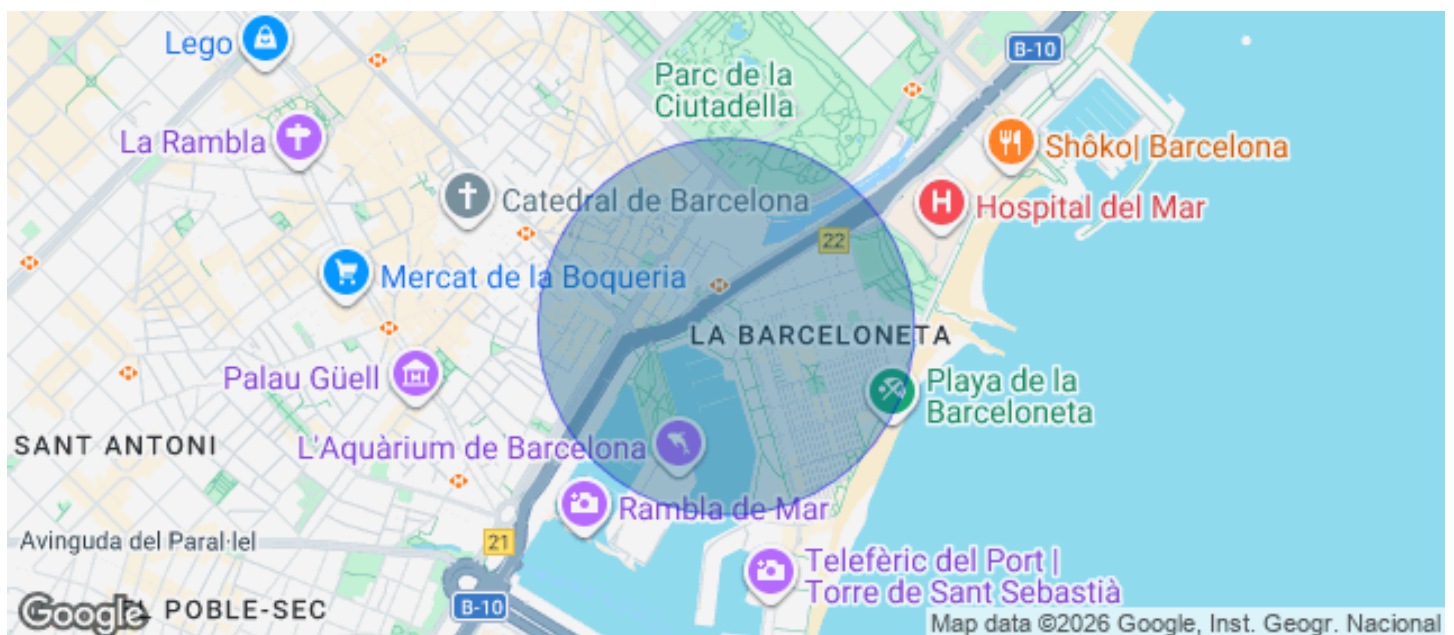 Lego
B-10
Parc de la
Ciutadella
La Rambla
Shôko| Barcelona
Catedral de Barcelona
Hospital del Mar
22
Mercat de la Boqueria
LA BARCELONETA
Palau Güell
Playa de la
Barceloneta
SANT ANTONI
L'Aquàrium de Barcelona
Rambla de Mar
Avinguda del Paral·lel
21
Telefèric del Port |
Torre de Sant Sebastià
Google
POBLE-SEC
B-10
Map data ©2026 Google, Inst. Geogr. Nacional